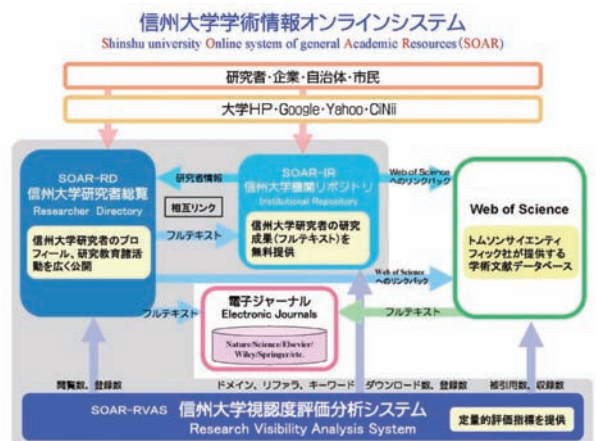 信州大学学術情報オンラインシステム
Shinshu university Online system of general Academic Resources(SOAR)
研究者・企業・自治体・市民
大学HP・Google・Yahoo・CiNii
SOAR-RD
信州大学研究者総覧
Researcher Directory
信州大学研究者のプロ
フィール、研究教育諸活
動を広く公開
研究者情報
相互リンク
フルテキスト
SOAR-IR
信州大学機関リポジトリ
Institutional Repository
信州大学研究者の研究
成果(フルテキスト)を
無料提供
Web of Science
へのリンクバック
Web of Science
トムソンサイエンティ
フィック社が提供する
学術文献データベース
Web of Science
へのリンクバック
フルテキスト
電子ジャーナル
Electronic Journals
Nature/Science/Elsevier/
Wiley/Springer/etc.
フルテキスト
閲覧数、登録数
ドメイン、リファラ、キーワード
ダウンロード数、登録数
被引用数、収録数
SOAR-RVAS 信州大学視認度評価分析システム
Research Visibility Analysis System
定量的評価指標を提供